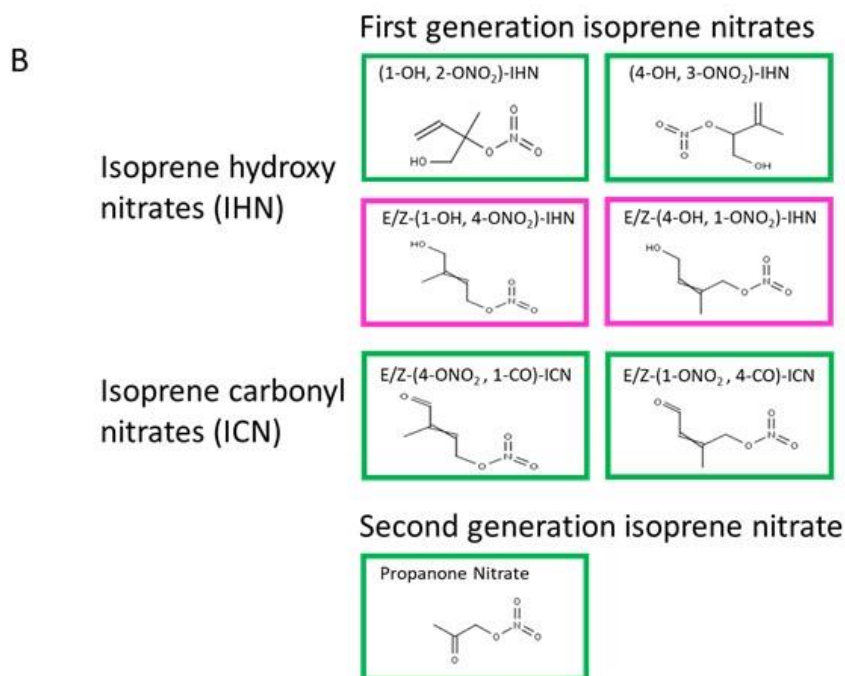 B
First generation isoprene nitrates
Isoprene hydroxy
nitrates (IHN)
(1-OH, 2-ONO₂)-IHN
HO
O
N
O
O
(4-OH, 3-ONO₂)-IHN
O
N
O
O
OH
E/Z-(1-OH, 4-ONO₂)-IHN
HO
O
N
O
O
E/Z-(4-OH, 1-ONO₂)-IHN
HO
O
N
O
O
Isoprene carbonyl
nitrates (ICN)
E/Z-(4-ONO₂ , 1-CO)-ICN
O
O
N
O
O
E/Z-(1-ONO₂ , 4-CO)-ICN
O
O
N
O
O
Second generation isoprene nitrate
Propanone Nitrate
O
O
N
O
O